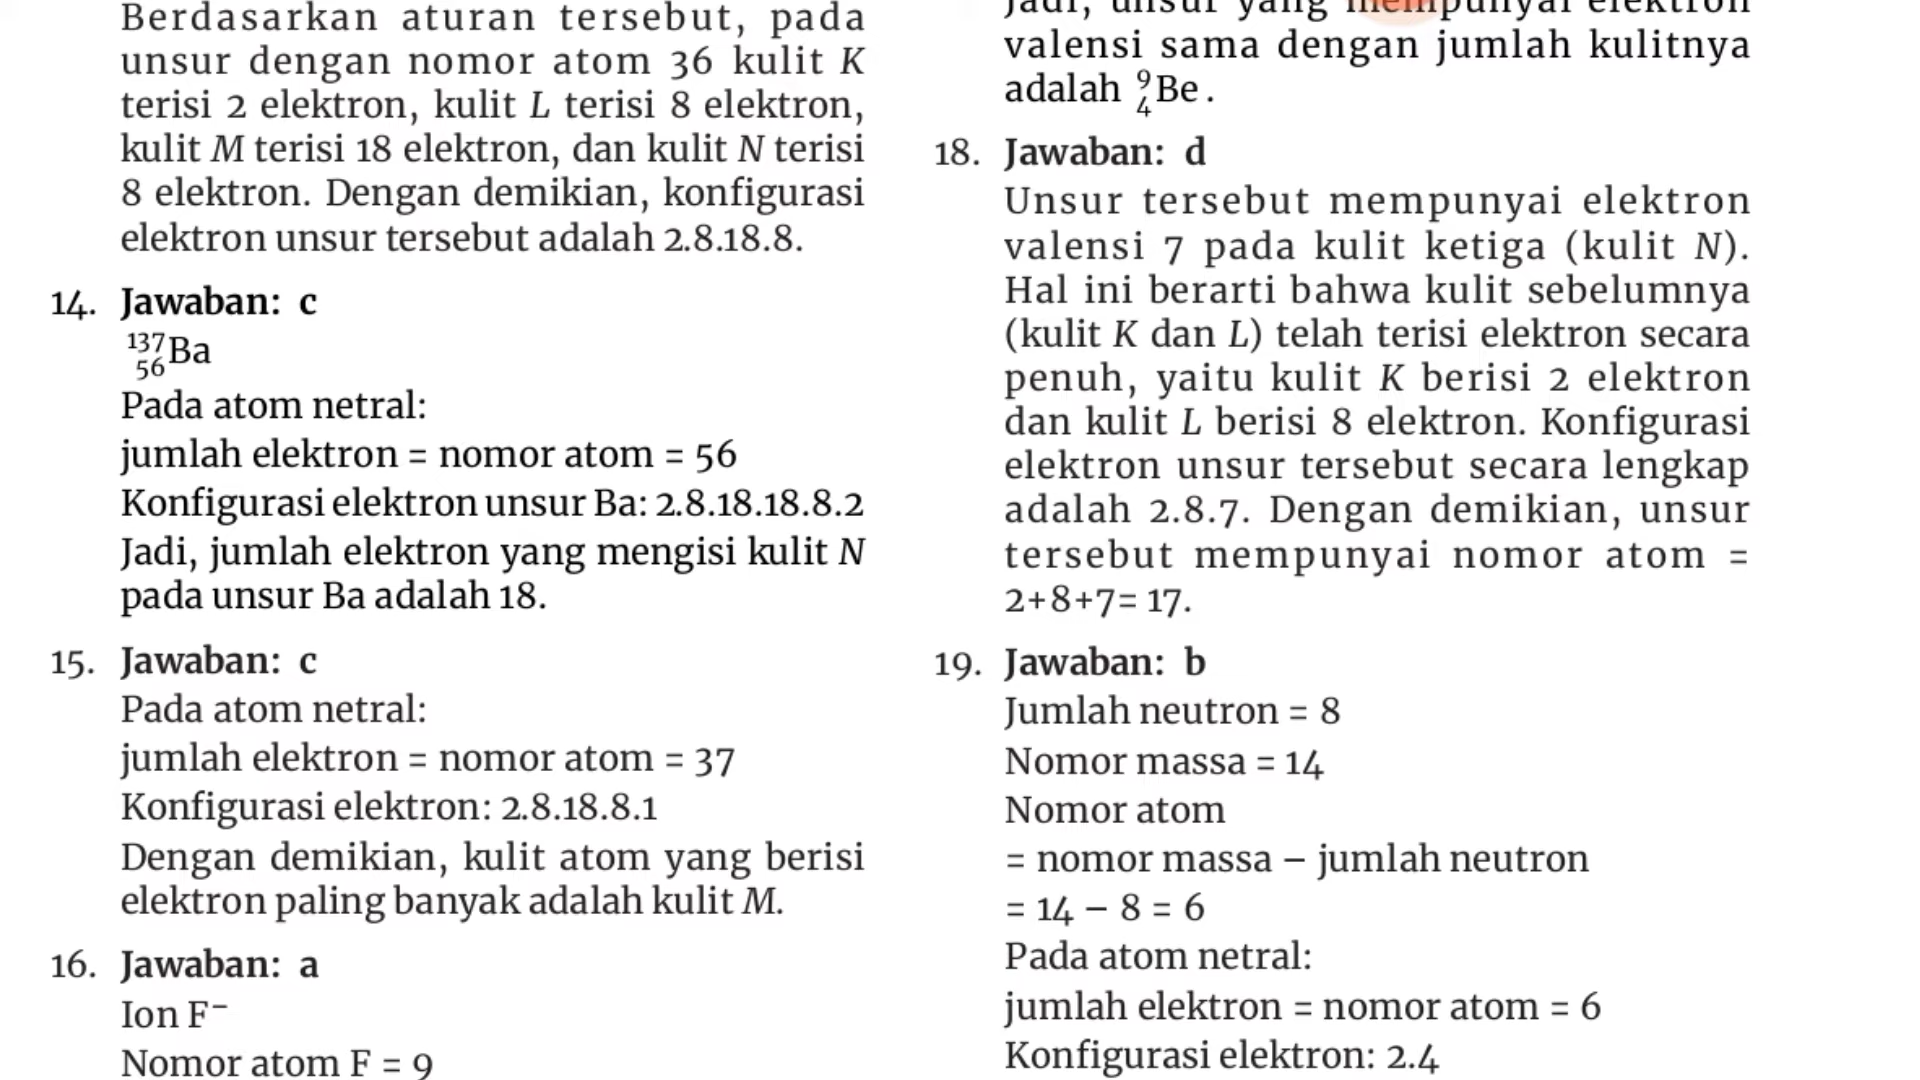 Berdasarkan aturan tersebut, pada
unsur dengan nomor atom 36 kulit K
terisi 2 elektron, kulit L terisi 8 elektron,
kulit M terisi 18 elektron, dan kulit N terisi
8 elektron. Dengan demikian, konfigurasi
elektron unsur tersebut adalah 2.8.18.8.
14. Jawaban: c
¹³⁷₅₆Ba
Pada atom netral:
jumlah elektron = nomor atom = 56
Konfigurasi elektron unsur Ba: 2.8.18.18.8.2
Jadi, jumlah elektron yang mengisi kulit N
pada unsur Ba adalah 18.
15. Jawaban: c
Pada atom netral:
jumlah elektron = nomor atom = 37
Konfigurasi elektron: 2.8.18.8.1
Dengan demikian, kulit atom yang berisi
elektron paling banyak adalah kulit M.
16. Jawaban: a
Ion F⁻
Nomor atom F = 9
Jadi, unsur yang mempunyai elektron
valensi sama dengan jumlah kulitnya
adalah ⁹₄Be.
18. Jawaban: d
Unsur tersebut mempunyai elektron
valensi 7 pada kulit ketiga (kulit N).
Hal ini berarti bahwa kulit sebelumnya
(kulit K dan L) telah terisi elektron secara
penuh, yaitu kulit K berisi 2 elektron
dan kulit L berisi 8 elektron. Konfigurasi
elektron unsur tersebut secara lengkap
adalah 2.8.7. Dengan demikian, unsur
tersebut mempunyai nomor atom =
2+8+7= 17.
19. Jawaban: b
Jumlah neutron = 8
Nomor massa = 14
Nomor atom
= nomor massa – jumlah neutron
= 14 – 8 = 6
Pada atom netral:
jumlah elektron = nomor atom = 6
Konfigurasi elektron: 2.4